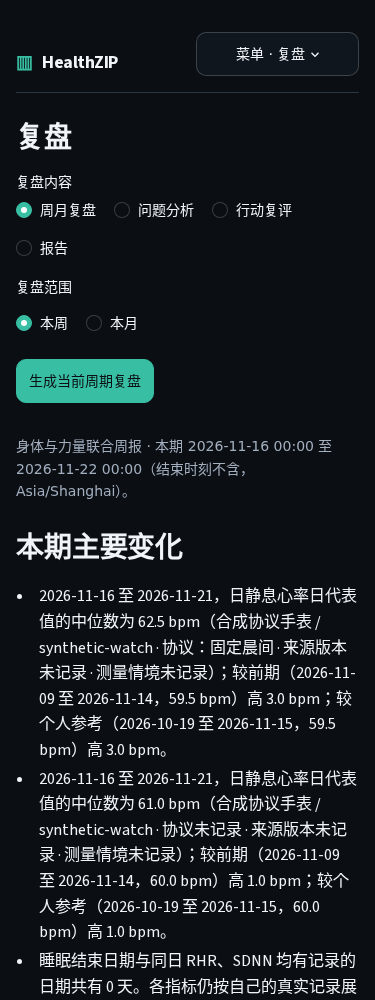 HealthZIP
菜单 · 复盘
复盘
复盘内容
周月复盘 问题分析 行动复评
报告
复盘范围
本周 本月
生成当前周期复盘
身体与力量联合周报 · 本期 2026-11-16 00:00 至
2026-11-22 00:00（结束时刻不含，
Asia/Shanghai）。
本期主要变化
2026-11-16 至 2026-11-21，日静息心率日代表
值的中位数为 62.5 bpm（合成协议手表 /
synthetic-watch · 协议：固定晨间 · 来源版本
未记录 · 测量情境未记录）；较前期（2026-11-
09 至 2026-11-14，59.5 bpm）高 3.0 bpm；较
个人参考（2026-10-19 至 2026-11-15，59.5
bpm）高 3.0 bpm。
2026-11-16 至 2026-11-21，日静息心率日代表
值的中位数为 61.0 bpm（合成协议手表 /
synthetic-watch · 协议未记录 · 来源版本未记
录 · 测量情境未记录）；较前期（2026-11-09
至 2026-11-14，60.0 bpm）高 1.0 bpm；较个
人参考（2026-10-19 至 2026-11-15，60.0
bpm）高 1.0 bpm。
睡眠结束日期与同日 RHR、SDNN 均有记录的
日期共有 0 天。各指标仍按自己的真实记录展